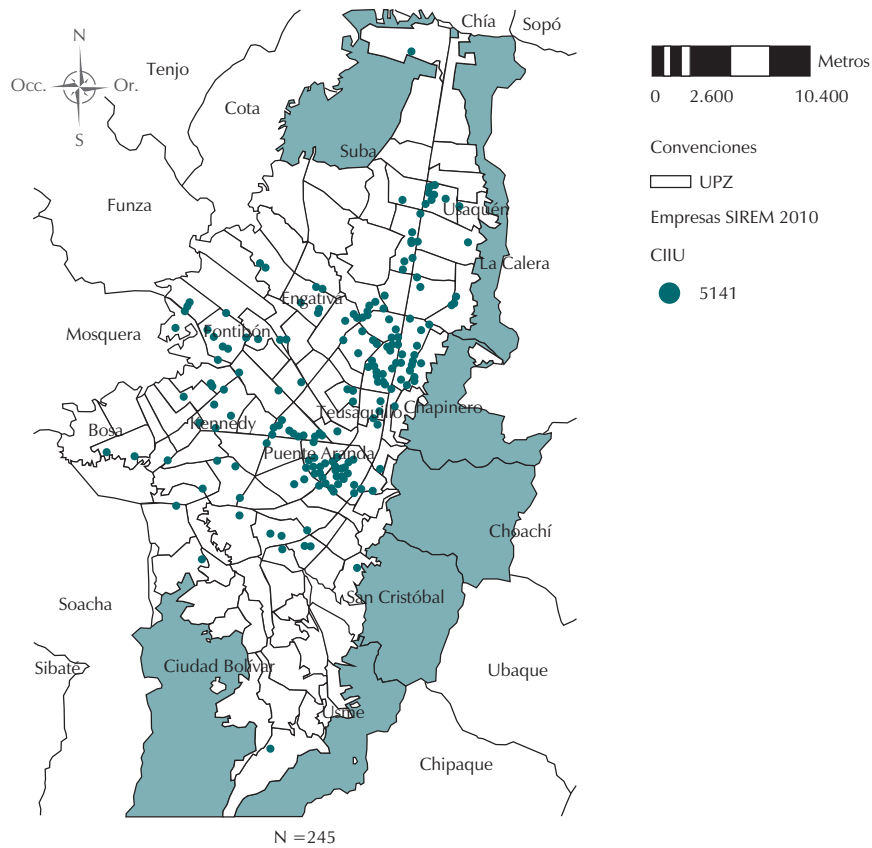 Chía
Sopó
N
Tenjo
Occ.
Or.
Cota
S
Suba
Funza
Usaquén
La Calera
Engativá
Mosquera
Fontibón
Teusaquillo
Chapinero
Bosa
Kennedy
Puente Aranda
Choachí
San Cristóbal
Soacha
Sibaté
Ciudad Bolívar
Ubaque
Usme
Chipaque
N =245
Metros
0 2.600 10.400
Convenciones
UPZ
Empresas SIREM 2010
CIIU
5141